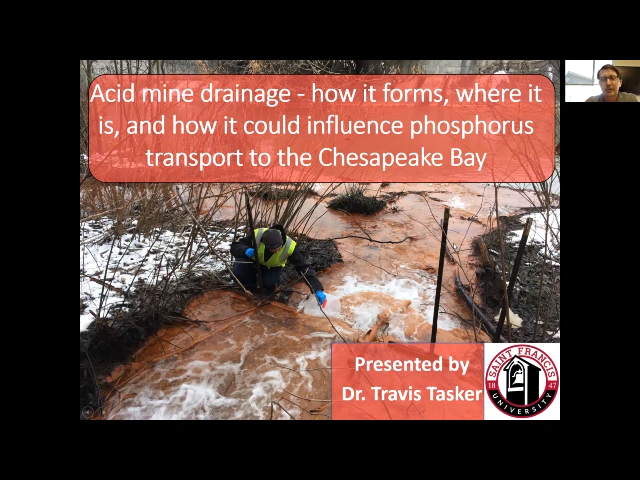 Acid mine drainage - how it forms, where it
is, and how it could influence phosphorus
transport to the Chesapeake Bay
Presented by
Dr. Travis Tasker
SAINT FRANCIS
18 47
UNIVERSITY